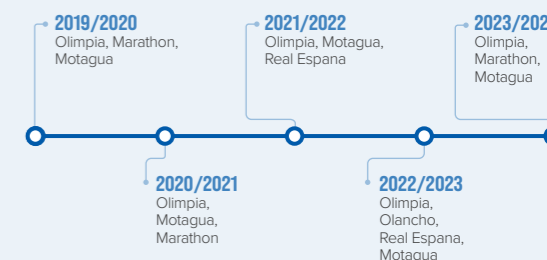 2019/2020
Olimpia, Marathon,
Motagua
2021/2022
Olimpia, Motagua,
Real Espana
Olimpia,
Marathon,
Motagua
2020/2021
Olimpia,
Motagua,
Marathon
2022/2023
Olimpia,
Olancho,
Real Espana,
Motagua